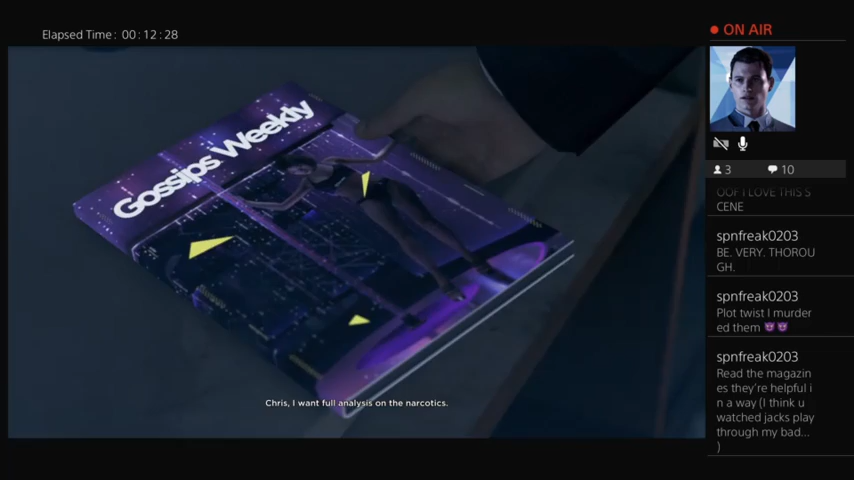 Elapsed Time: 00:12:28
ON AIR
3
10
OOF I LOVE THIS S
CENE
spnfreak0203
BE. VERY. THOROU
GH.
spnfreak0203
Plot twist I murder
ed them 😈😈
spnfreak0203
Read the magazin
es they're helpful i
n a way (I think u
watched jacks play
through my bad...
)
Gossips Weekly
Chris, I want full analysis on the narcotics.